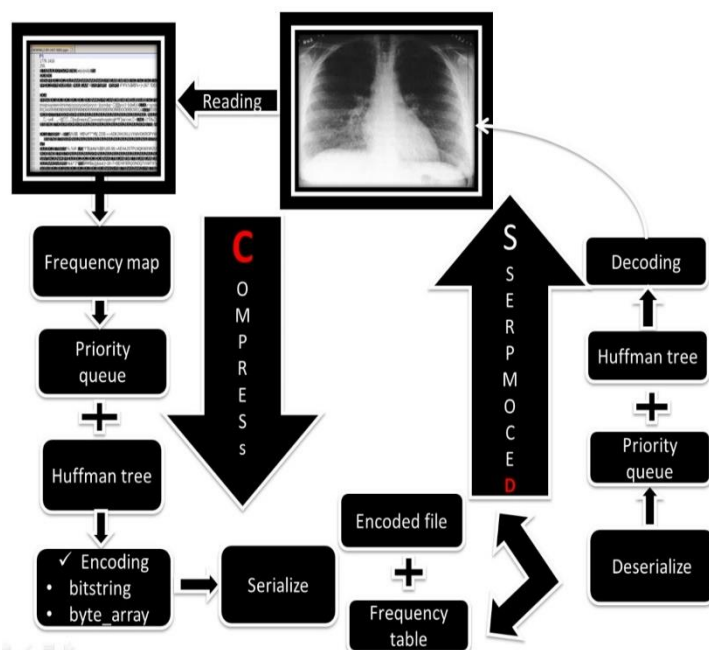 Reading
Frequency map
Priority
queue
Huffman tree
✓ Encoding
• bitstring
• byte_array
C
O
M
P
R
E
S
s
Serialize
Encoded file
Frequency
table
S
S
E
R
P
M
O
C
E
D
Decoding
Huffman tree
Priority
queue
Deserialize